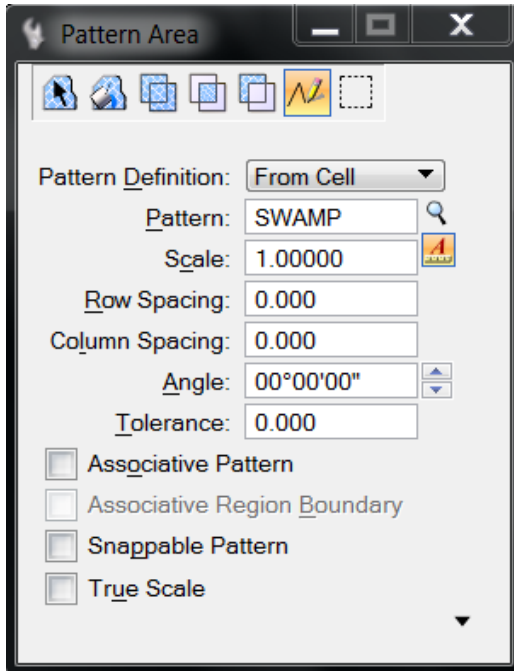 Pattern Area
Pattern Definition: From Cell
Pattern: SWAMP
Scale: 1.00000
Row Spacing: 0.000
Column Spacing: 0.000
Angle: 00°00'00"
Tolerance: 0.000
Associative Pattern
Associative Region Boundary
Snappable Pattern
True Scale